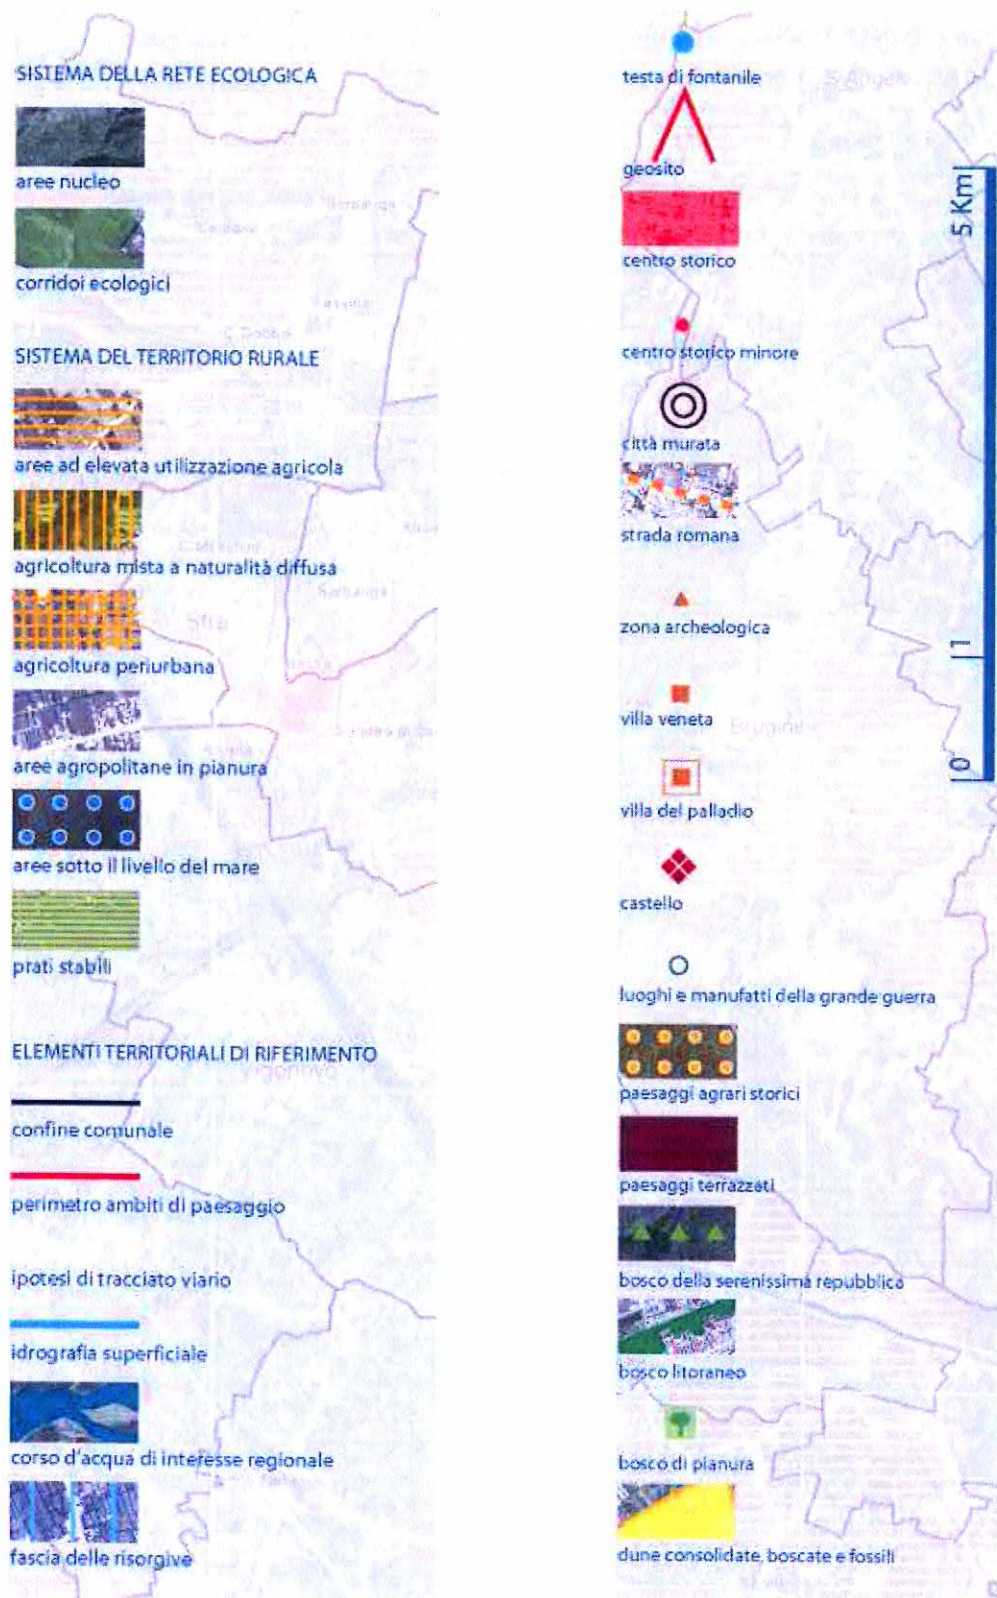 SISTEMA DELLA RETE ECOLOGICA
aree nucleo
corridoi ecologici
SISTEMA DEL TERRITORIO RURALE
aree ad elevata utilizzazione agricola
agricoltura mista a naturalità diffusa
agricoltura periurbana
aree agropolitane in pianura
aree sotto il livello del mare
prati stabili
ELEMENTI TERRITORIALI DI RIFERIMENTO
confine comunale
perimetro ambiti di paesaggio
ipotesi di tracciato viario
idrografia superficiale
corso d'acqua di interesse regionale
fascia delle risorgive
testa di fontanile
geosito
centro storico
centro storico minore
città murata
strada romana
zona archeologica
villa veneta
villa del palladio
castello
luoghi e manufatti della grande guerra
paesaggi agrari storici
paesaggi terrazzati
bosco della serenissima repubblica
bosco litoraneo
bosco di pianura
dune consolidate, boscate e fossili
5 Km
1
0
S. Angelo
Stra
Vigonovo